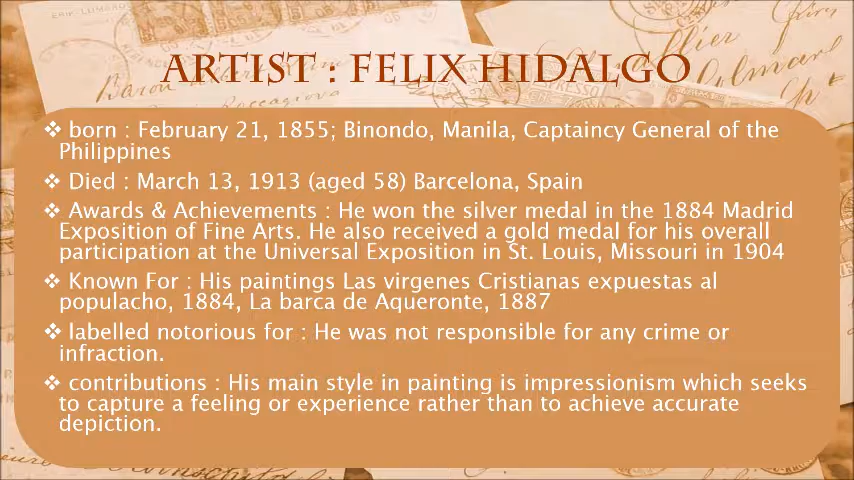 ARTIST : FELIX HIDALGO
❖ born : February 21, 1855; Binondo, Manila, Captaincy General of the
Philippines
❖ Died : March 13, 1913 (aged 58) Barcelona, Spain
❖ Awards & Achievements : He won the silver medal in the 1884 Madrid
Exposition of Fine Arts. He also received a gold medal for his overall
participation at the Universal Exposition in St. Louis, Missouri in 1904
❖ Known For : His paintings Las virgenes Cristianas expuestas al
populacho, 1884, La barca de Aqueronte, 1887
❖ labelled notorious for : He was not responsible for any crime or
infraction.
❖ contributions : His main style in painting is impressionism which seeks
to capture a feeling or experience rather than to achieve accurate
depiction.